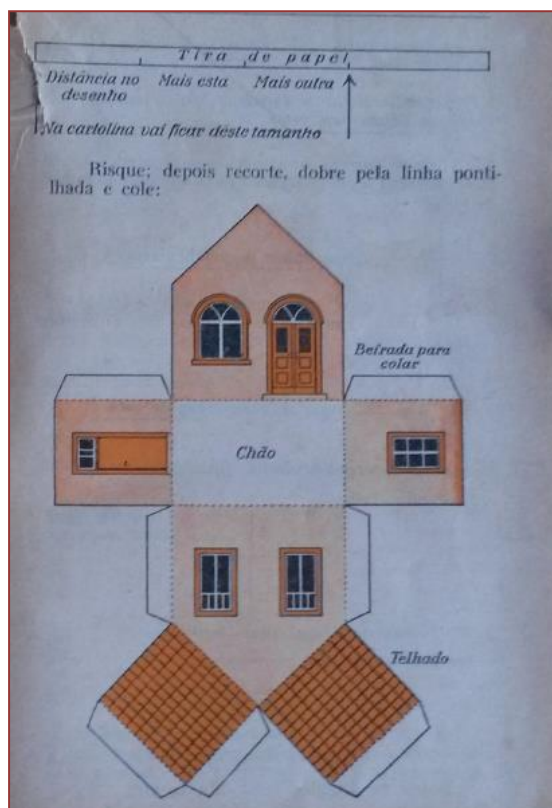 Tira de papel
Distância no desenho
Mais esta
Mais outra
Na cartolina vai ficar dêste tamanho
Risque; depois recorte, dobre pela linha ponti-
lhada e cole:
Beirada para
colar
Chão
Telhado